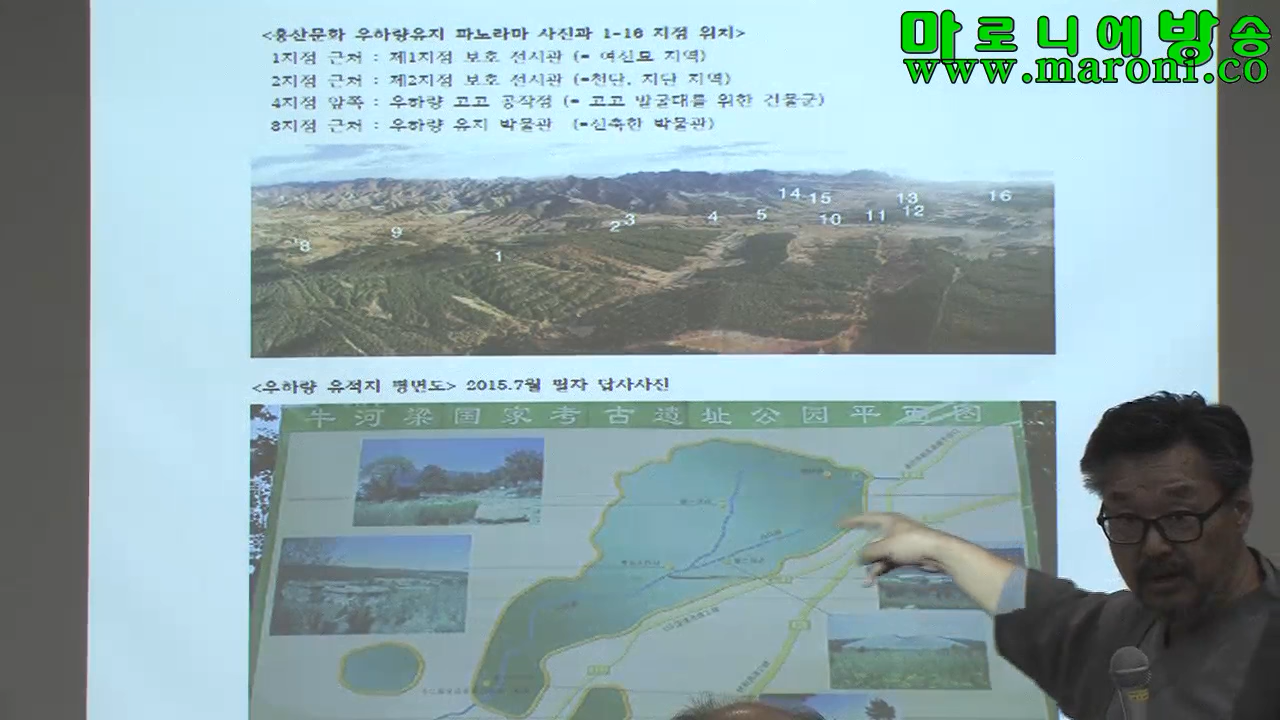 마로니에방송
www.maroni.co
<홍산문화 우하량유지 파노라마 사진과 1-16 지점 위치>
1지점 근처 : 제1지점 보호 전시관 (= 여신묘 지역)
2지점 근처 : 제2지점 보호 전시관 (=천단, 지단 지역)
4지점 앞쪽 : 우하량 고고 공작점 (= 고고 발굴대를 위한 건물군)
8지점 근처 : 우하량 유지 박물관 (=신축한 박물관)
14 15 13 16
8 9 1 2 3 4 5 10 11 12
<우하량 유적지 평면도> 2015.7월 필자 답사사진
牛河梁国家考古遗址公园平面图